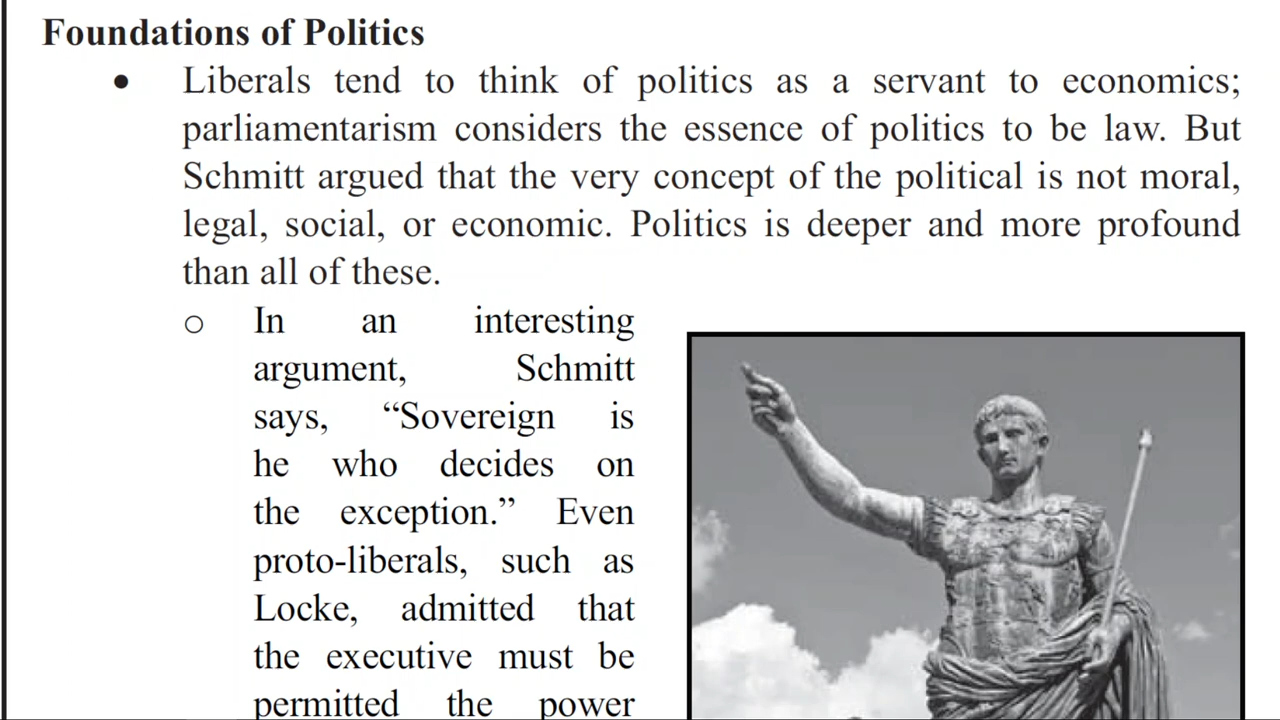 Foundations of Politics
• Liberals tend to think of politics as a servant to economics;
parliamentarism considers the essence of politics to be law. But
Schmitt argued that the very concept of the political is not moral,
legal, social, or economic. Politics is deeper and more profound
than all of these.
o In an interesting
argument, Schmitt
says, “Sovereign is
he who decides on
the exception.” Even
proto-liberals, such as
Locke, admitted that
the executive must be
permitted the power